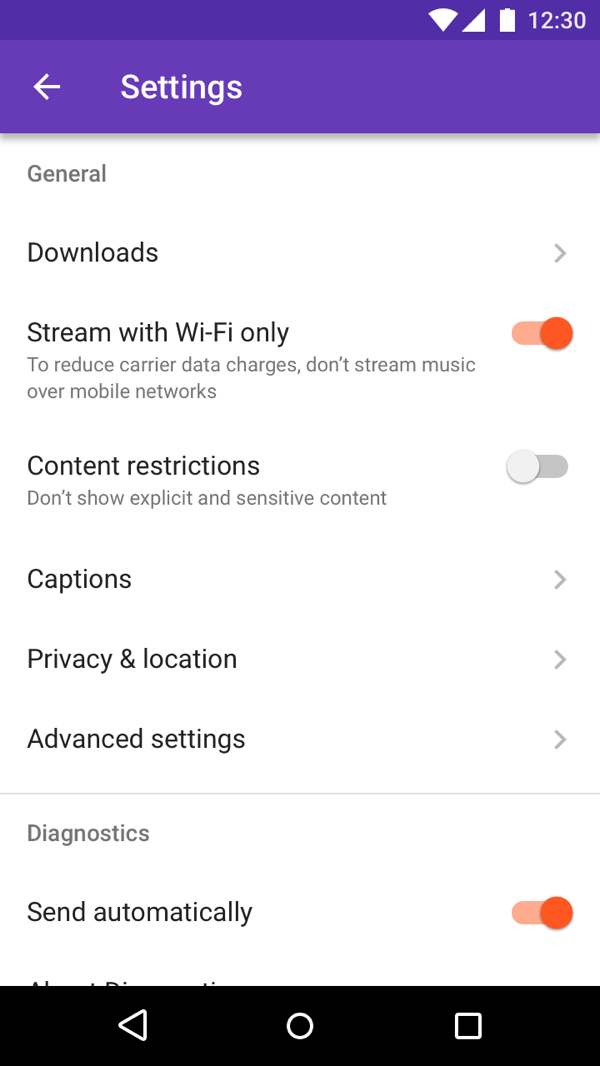 12:30
Settings
General
Downloads
Stream with Wi-Fi only
To reduce carrier data charges, don’t stream music
over mobile networks
Content restrictions
Don’t show explicit and sensitive content
Captions
Privacy & location
Advanced settings
Diagnostics
Send automatically